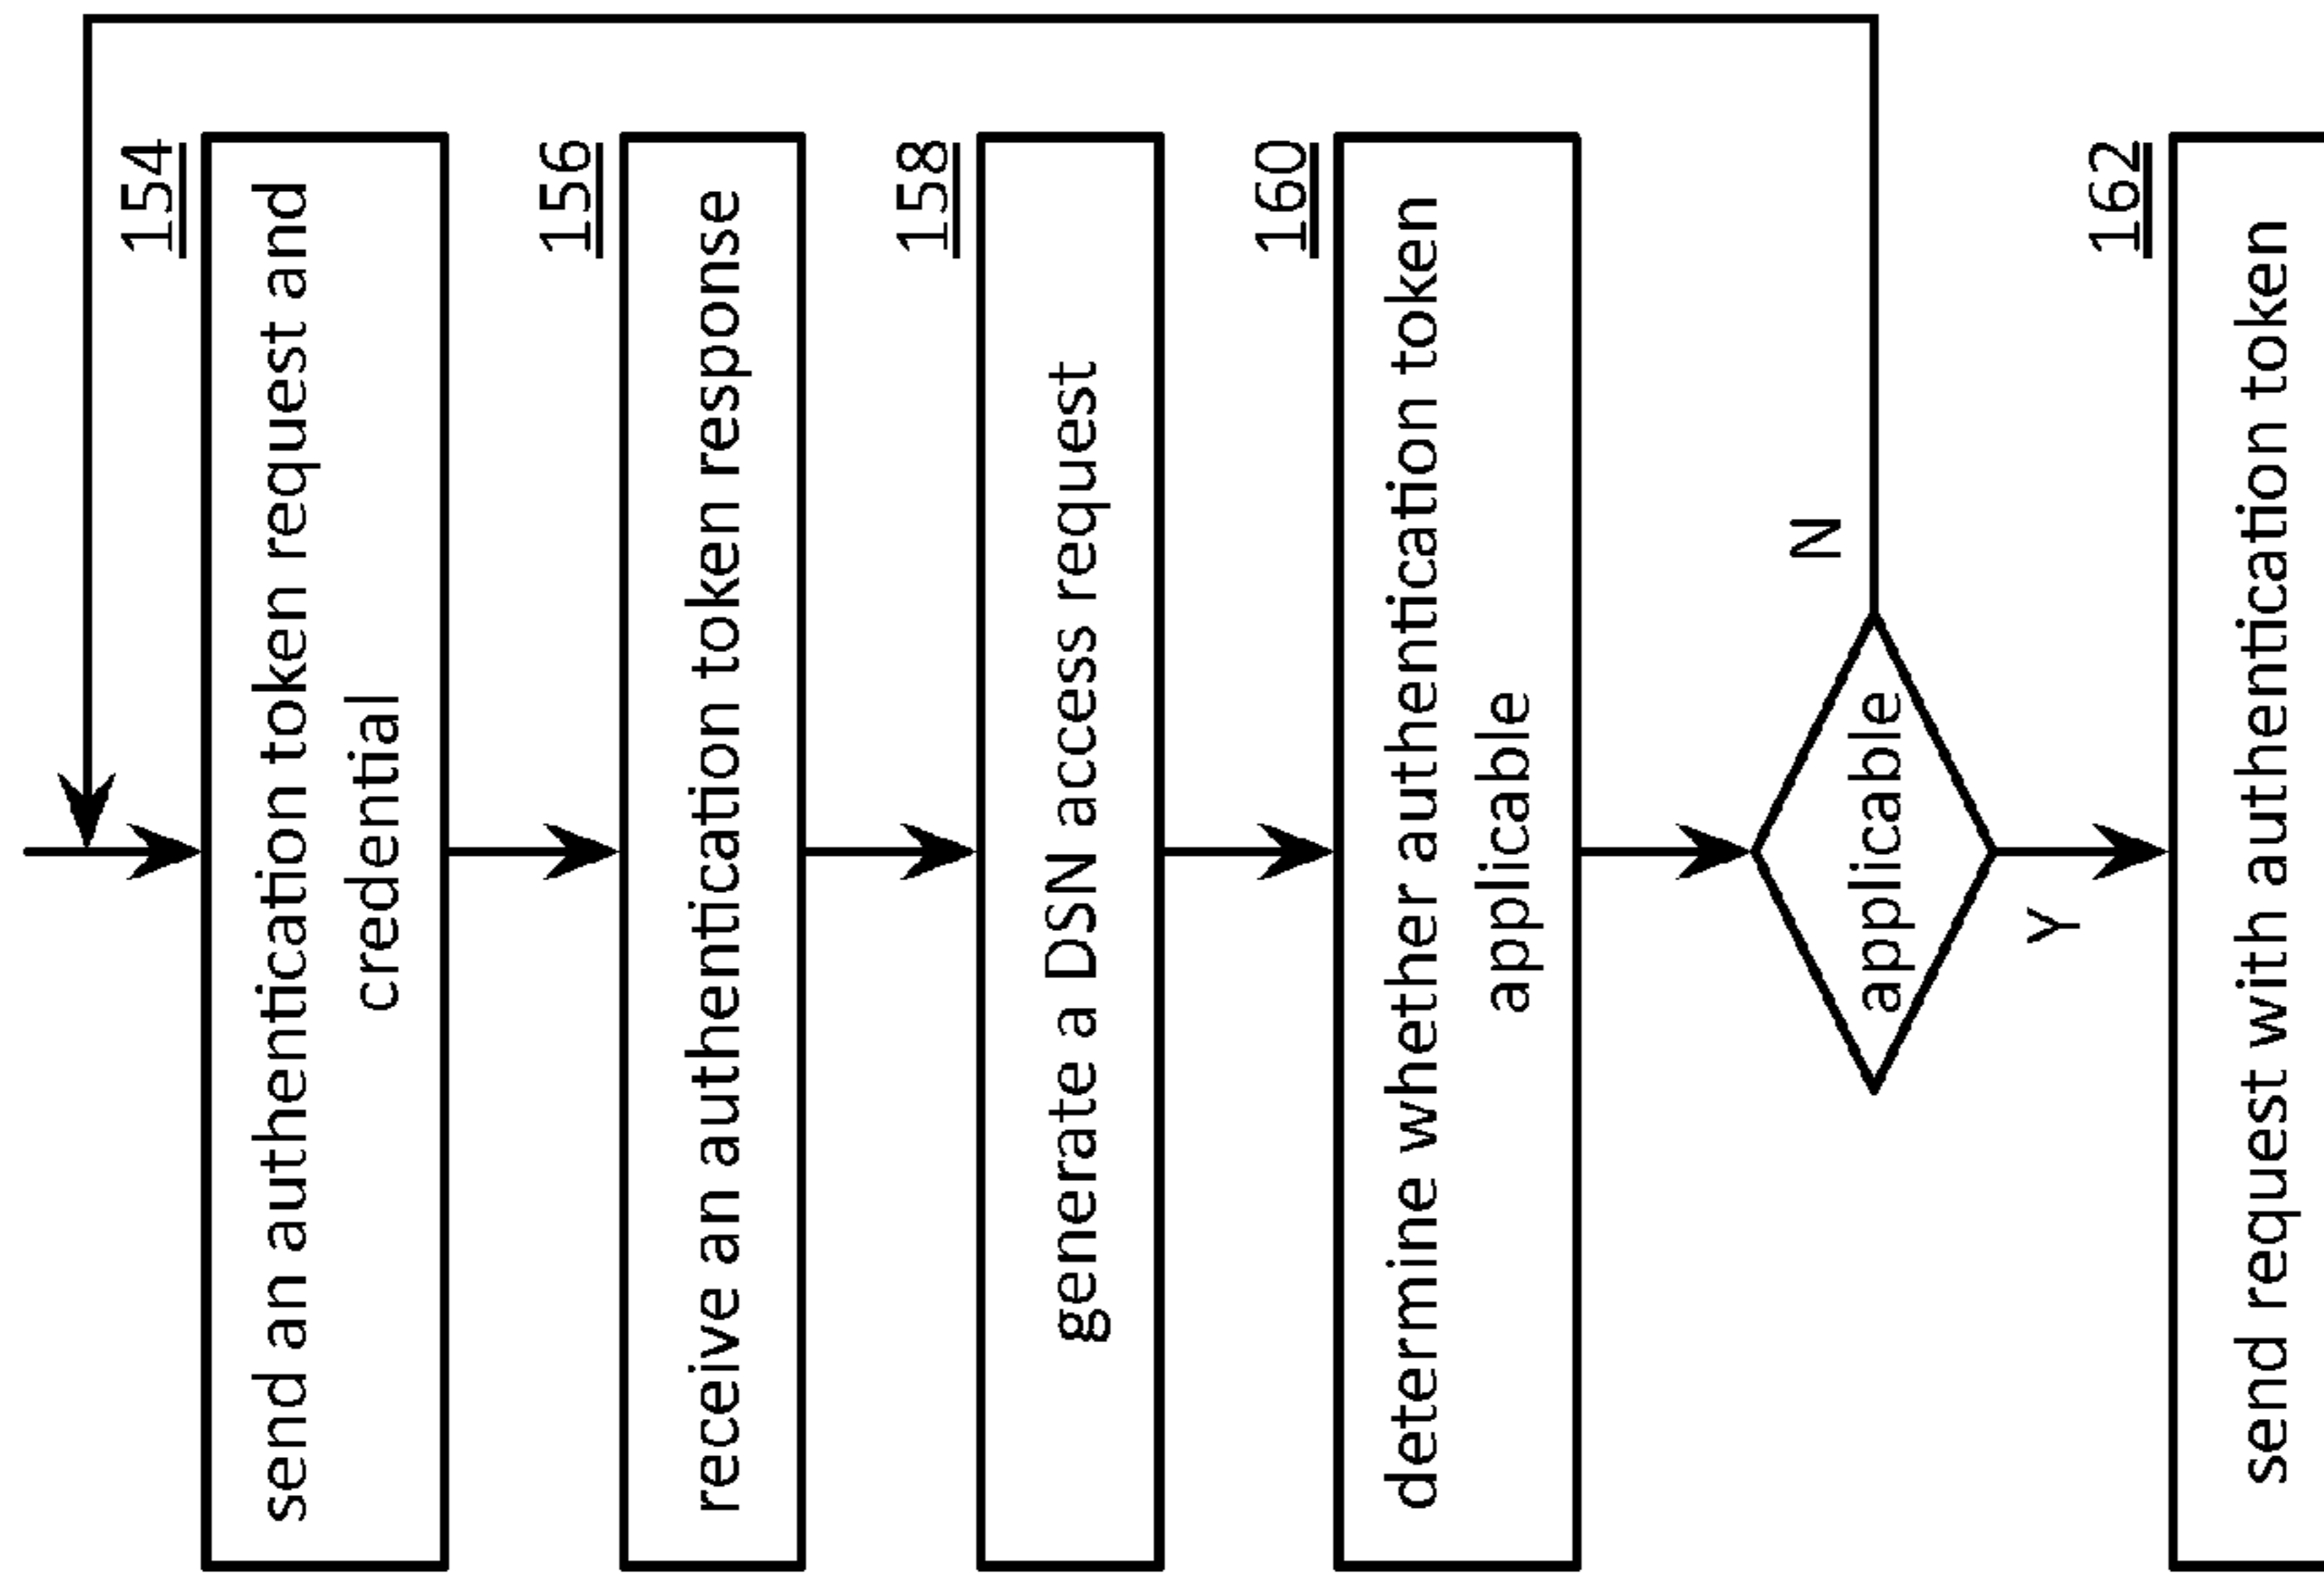 154
send an authentication token request and
credential
156
receive an authentication token response
158
generate a DSN access request
160
determine whether authentication token
applicable
applicable
N
Y
162
send request with authentication token